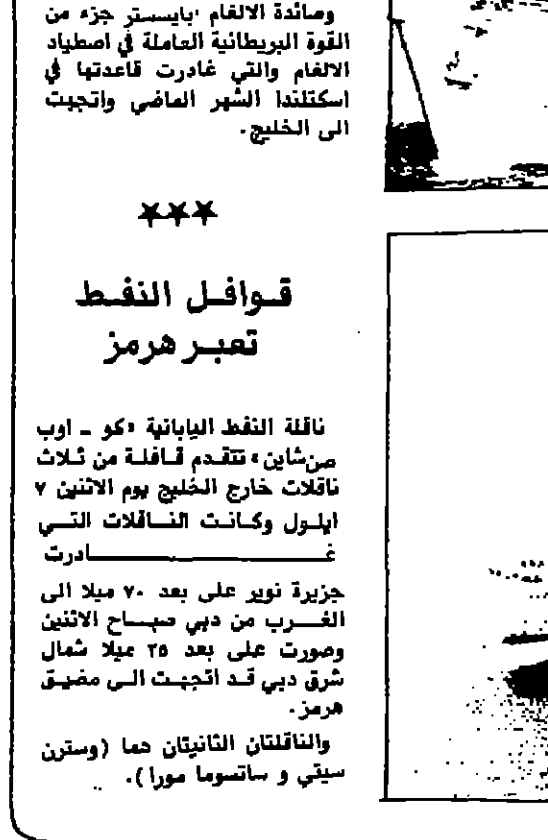 وصائدة الالغام "بايسستر جزء من
القوة البريطانية العاملة في اصطياد
الالغام والتي غادرت قاعدتها في
اسكتلندا الشهر الماضي واتجهت
الى الخليج.
★★★
قوافل النفط
تعبر هرمز
ناقلة النفط اليابانية «كو - اوب
صن شاين» تتقدم قافلة من ثلاث
ناقلات خارج الخليج يوم الاثنين ٧
ايلول وكانت الناقلات التي
غادرت
جزيرة نوير على بعد ٧٠ ميلا الى
الغرب من دبي صباح الاثنين
وصورت على بعد ٢٥ ميلا شمال
شرق دبي قد اتجهت الى مضيق
هرمز.
والناقلتان الثانيتان هما (وسترن
سيتي و ساتسوما مورا).